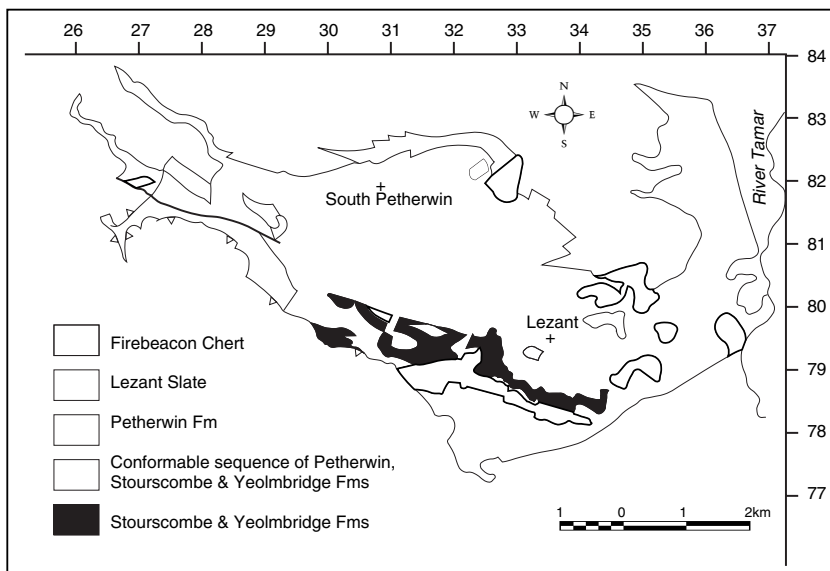 26 27 28 29 30 31 32 33 34 35 36 37
84
N
W E
S
83
River Tamar
82
South Petherwin
81
80
Lezant
Firebeacon Chert
79
Lezant Slate
Petherwin Fm
78
Conformable sequence of Petherwin,
Stourscombe & Yeolmbridge Fms
77
1 0 1 2km
Stourscombe & Yeolmbridge Fms